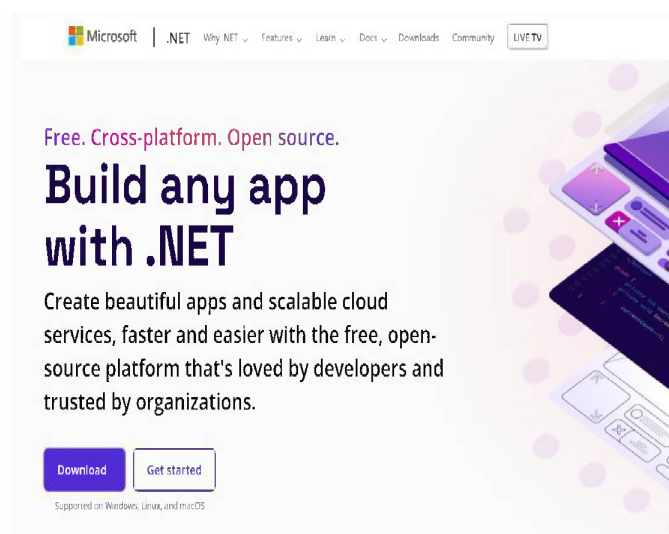 Microsoft | .NET Why .NET Features Learn Docs Downloads Community LIVE TV
Free. Cross-platform. Open source.
Build any app
with .NET
Create beautiful apps and scalable cloud
services, faster and easier with the free, open-
source platform that's loved by developers and
trusted by organizations.
Download Get started
Supported on Windows, Linux, and macOS